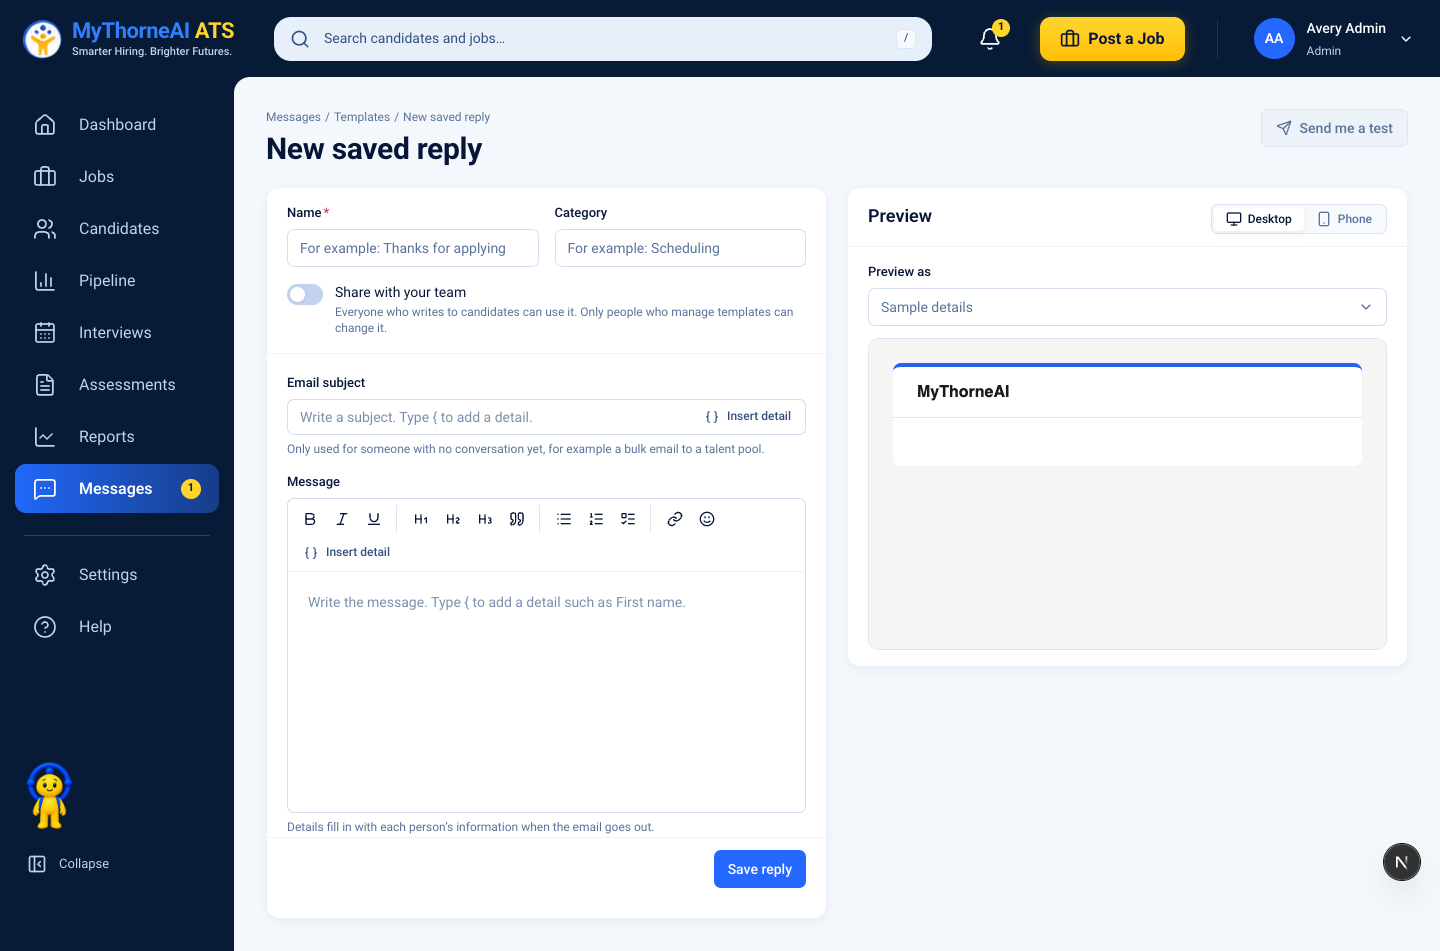 MyThorneAI ATS
Smarter Hiring. Brighter Futures.
Search candidates and jobs...
/
1
Post a Job
AA
Avery Admin
Admin
Dashboard
Jobs
Candidates
Pipeline
Interviews
Assessments
Reports
Messages
1
Settings
Help
Collapse
Messages / Templates / New saved reply
New saved reply
Send me a test
Name*
Category
For example: Thanks for applying
For example: Scheduling
Share with your team
Everyone who writes to candidates can use it. Only people who manage templates can
change it.
Email subject
Write a subject. Type { to add a detail.
{ } Insert detail
Only used for someone with no conversation yet, for example a bulk email to a talent pool.
Message
B I U H1 H2 H3
{ } Insert detail
Write the message. Type { to add a detail such as First name.
Details fill in with each person's information when the email goes out.
Save reply
Preview
Desktop
Phone
Preview as
Sample details
MyThorneAI
N